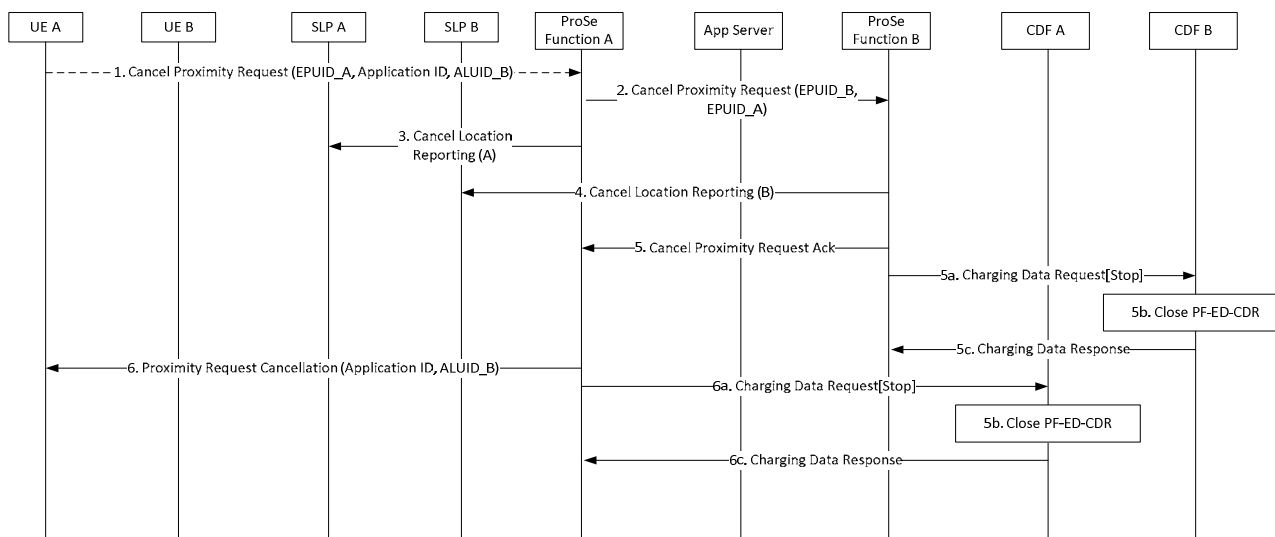 UE A
UE B
SLP A
SLP B
ProSe
Function A
App Server
ProSe
Function B
CDF A
CDF B
1. Cancel Proximity Request (EPUID_A, Application ID, ALUID_B)
2. Cancel Proximity Request (EPUID_B,
EPUID_A)
3. Cancel Location
Reporting (A)
4. Cancel Location Reporting (B)
5. Cancel Proximity Request Ack
5a. Charging Data Request[Stop]
5b. Close PF-ED-CDR
5c. Charging Data Response
6. Proximity Request Cancellation (Application ID, ALUID_B)
6a. Charging Data Request[Stop]
5b. Close PF-ED-CDR
6c. Charging Data Response